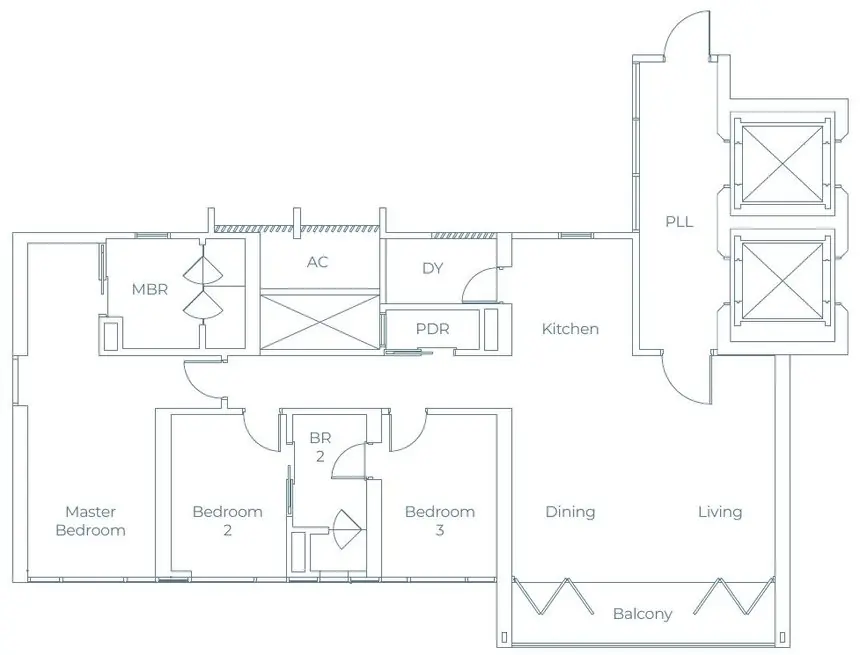 PLL
AC
DY
MBR
PDR
Kitchen
BR
2
Master
Bedroom
Bedroom
2
Bedroom
3
Dining
Living
Balcony